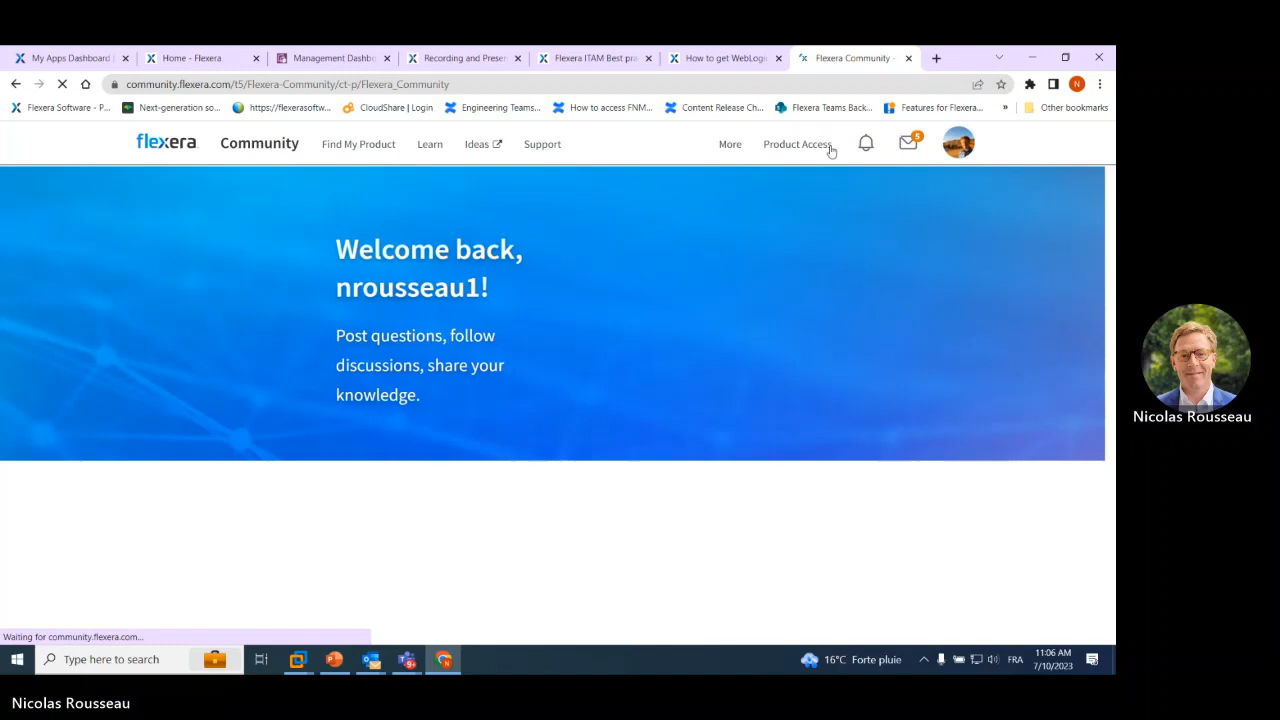 My Apps Dashboard |
Home - Flexera
Management Dashbo
Recording and Presen
Flexera ITAM Best pra
How to get WebLogic
Flexera Community -
community.flexera.com/t5/Flexera-Community/ct-p/Flexera_Community
Flexera Software - P...
Next-generation so...
https://flexerasoftw...
CloudShare | Login
Engineering Teams...
How to access FNM...
Content Release Ch...
Flexera Teams Back...
Features for Flexera...
»
Other bookmarks
flexera Community
Find My Product
Learn
Ideas
Support
More
Product Access
5
Welcome back,
nrousseau1!
Post questions, follow
discussions, share your
knowledge.
Nicolas Rousseau
Waiting for community.flexera.com...
Type here to search
16°C Forte pluie
FRA
11:06 AM
7/10/2023
Nicolas Rousseau